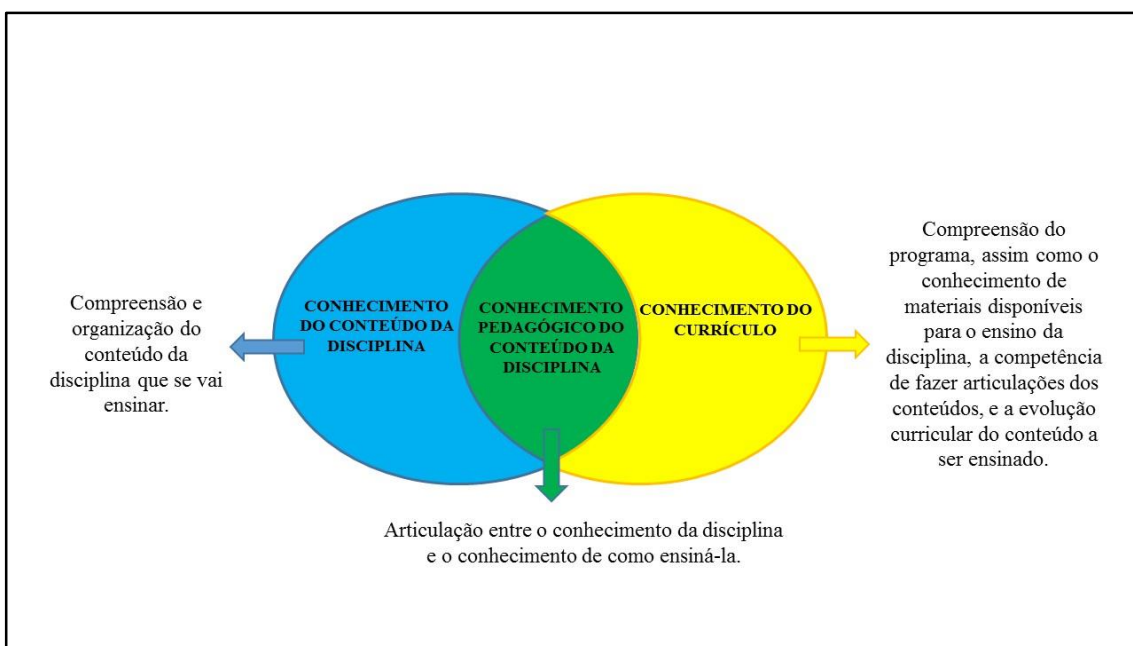 Compreensão e
organização do
conteúdo da
disciplina que se vai
ensinar.
CONHECIMENTO
DO CONTEÚDO DA
DISCIPLINA
CONHECIMENTO
PEDAGÓGICO DO
CONTEÚDO DA
DISCIPLINA
CONHECIMENTO DO
CURRÍCULO
Compreensão do
programa, assim como o
conhecimento de
materiais disponíveis
para o ensino da
disciplina, a competência
de fazer articulações dos
conteúdos, e a evolução
curricular do conteúdo a
ser ensinado.
Articulação entre o conhecimento da disciplina
e o conhecimento de como ensiná-la.